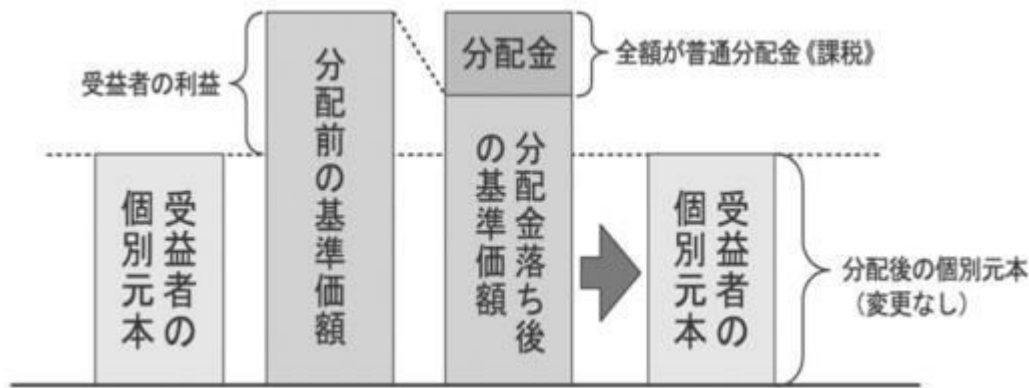 受益者の利益
受益者の
個別元本
分配前の基準価額
分配金
分配金落ち後
の基準価額
全額が普通分配金《課税》
受益者の
個別元本
分配後の個別元本
（変更なし）